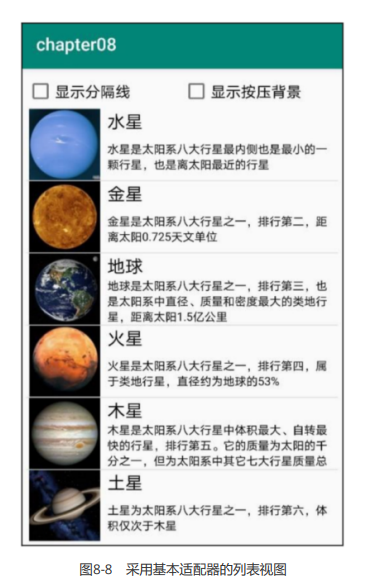 chapter08
显示分隔线 显示按压背景
水星
水星是太阳系八大行星最内侧也是最小的一
颗行星，也是离太阳最近的行星
金星
金星是太阳系八大行星之一，排行第二，距
离太阳0.725天文单位
地球
地球是太阳系八大行星之一，排行第三，也
是太阳系中直径、质量和密度最大的类地行
星，距离太阳1.5亿公里
火星
火星是太阳系八大行星之一，排行第四，属
于类地行星，直径约为地球的53%
木星
木星是太阳系八大行星中体积最大、自转最
快的行星，排行第五。它的质量为太阳的千
分之一，但为太阳系中其它七大行星质量总
土星
土星为太阳系八大行星之一，排行第六，体
积仅次于木星
图8-8 采用基本适配器的列表视图